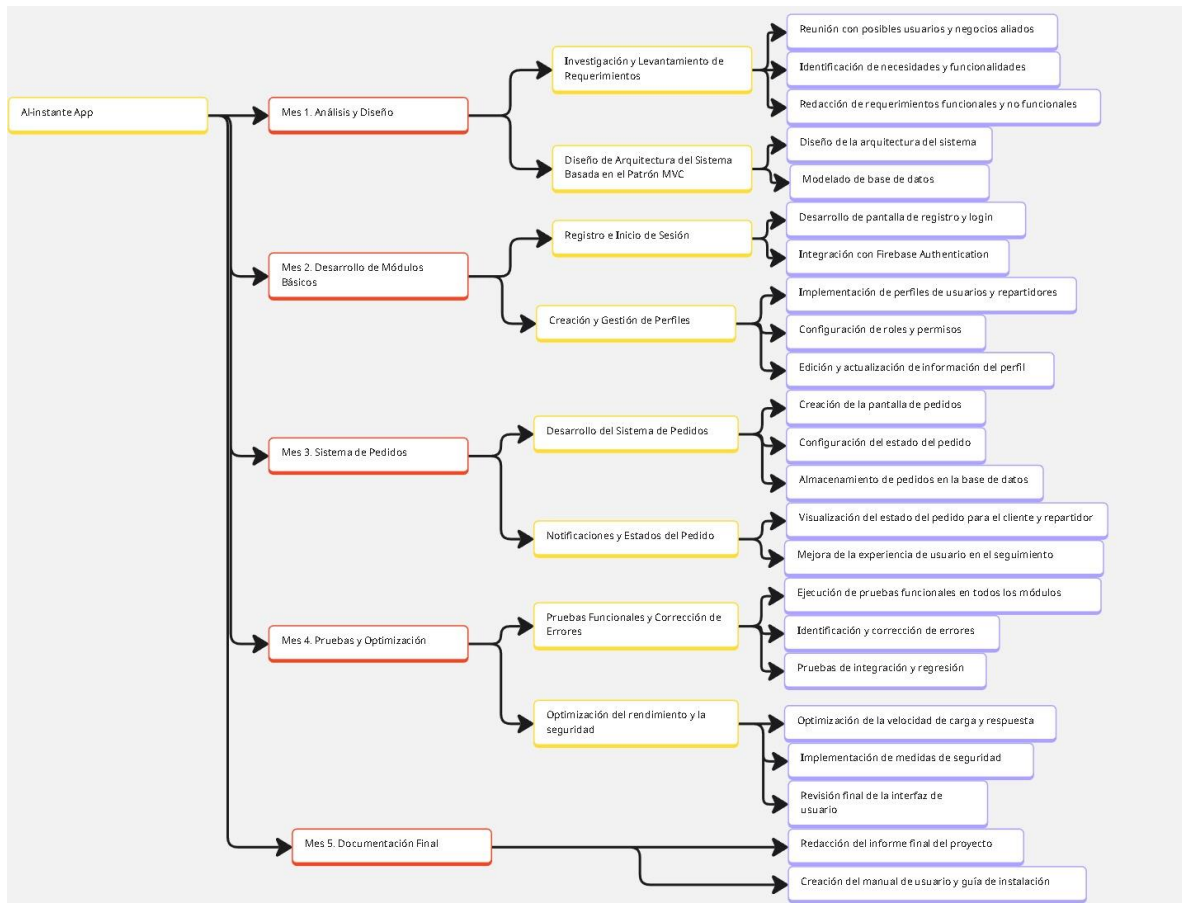 Al-instante App
Mes 1. Análisis y Diseño
Investigación y Levantamiento de
Requerimientos
Reunión con posibles usuarios y negocios aliados
Identificación de necesidades y funcionalidades
Redacción de requerimientos funcionales y no funcionales
Diseño de Arquitectura del Sistema
Basada en el Patrón MVC
Diseño de la arquitectura del sistema
Modelado de base de datos
Mes 2. Desarrollo de Módulos
Básicos
Registro e Inicio de Sesión
Desarrollo de pantalla de registro y login
Integración con Firebase Authentication
Creación y Gestión de Perfiles
Implementación de perfiles de usuarios y repartidores
Configuración de roles y permisos
Edición y actualización de información del perfil
Mes 3. Sistema de Pedidos
Desarrollo del Sistema de Pedidos
Creación de la pantalla de pedidos
Configuración del estado del pedido
Almacenamiento de pedidos en la base de datos
Notificaciones y Estados del Pedido
Visualización del estado del pedido para el cliente y repartidor
Mejora de la experiencia de usuario en el seguimiento
Mes 4. Pruebas y Optimización
Pruebas Funcionales y Corrección de
Errores
Ejecución de pruebas funcionales en todos los módulos
Identificación y corrección de errores
Pruebas de integración y regresión
Optimización del rendimiento y la
seguridad
Optimización de la velocidad de carga y respuesta
Implementación de medidas de seguridad
Revisión final de la interfaz de
usuario
Mes 5. Documentación Final
Redacción del informe final del proyecto
Creación del manual de usuario y guía de instalación